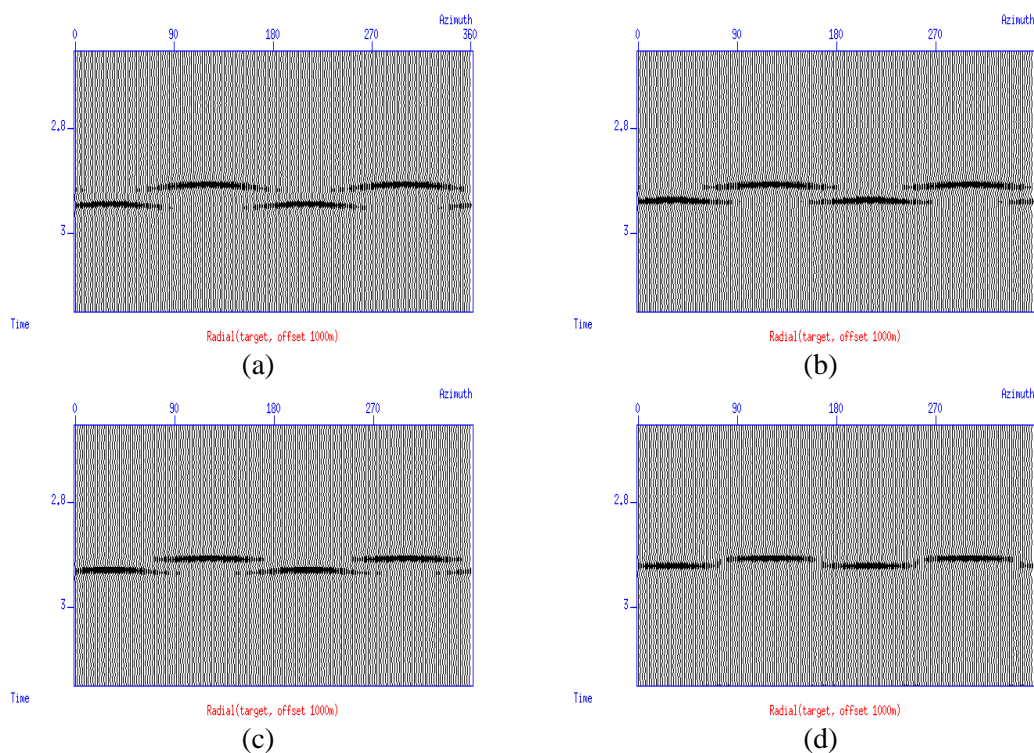 Azimuth
0 90 180 270 360
2.8
3
Time
Radial(target, offset 1000m)
(a)
Azimuth
0 90 180 270
2.8
3
Time
Radial(target, offset 1000m)
(b)
Azimuth
0 90 180 270
2.8
3
Time
Radial(target, offset 1000m)
(c)
Azimuth
0 90 180 270
2.8
3
Time
Radial(target, offset 1000m)
(d)